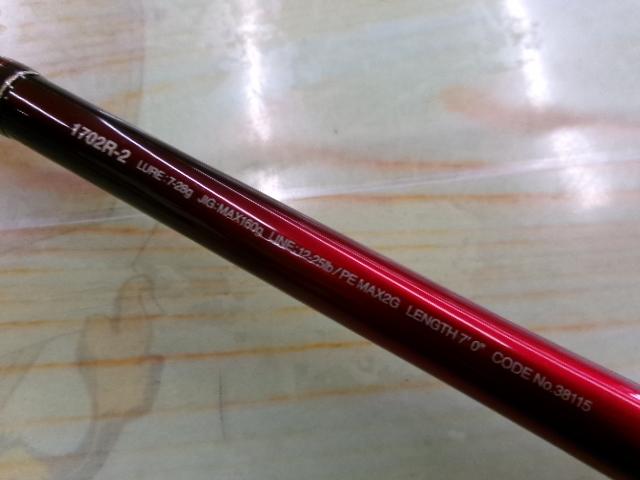 1702R-2 LURE:7-28g JIG:MAX160g LINE:12-25lb/PE MAX2G LENGTH 7'0" CODE No.38115